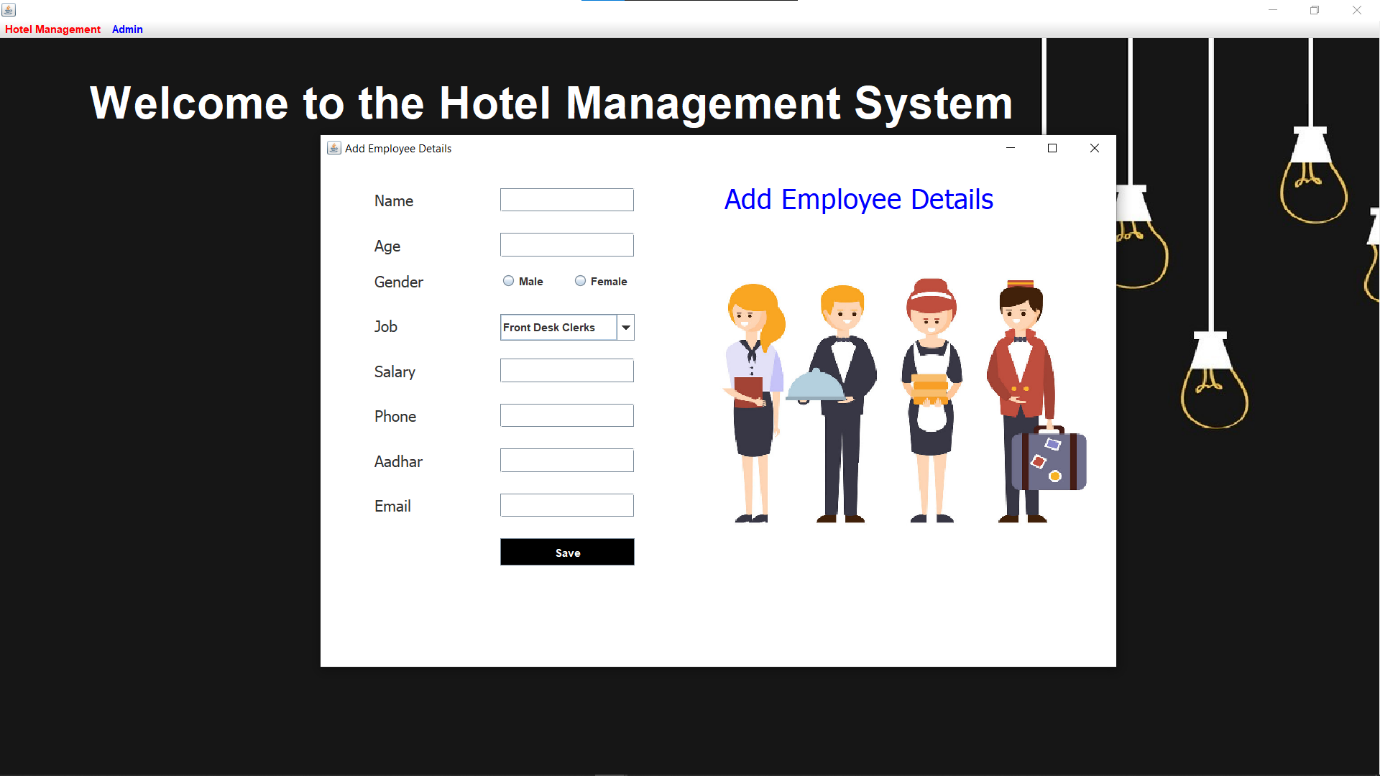 Hotel Management Admin
Welcome to the Hotel Management System
Add Employee Details
Name
Add Employee Details
Age
Gender Male Female
Job Front Desk Clerks
Salary
Phone
Aadhar
Email
Save